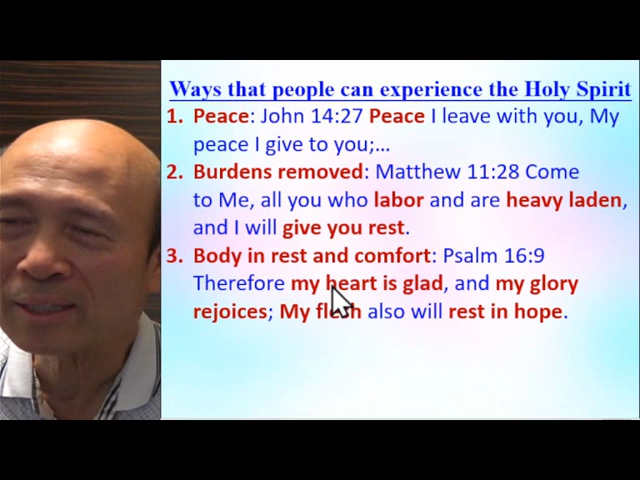 Ways that people can experience the Holy Spirit
1. Peace: John 14:27 Peace I leave with you, My
peace I give to you;...
2. Burdens removed: Matthew 11:28 Come
to Me, all you who labor and are heavy laden,
and I will give you rest.
3. Body in rest and comfort: Psalm 16:9
Therefore my heart is glad, and my glory
rejoices; My flesh also will rest in hope.